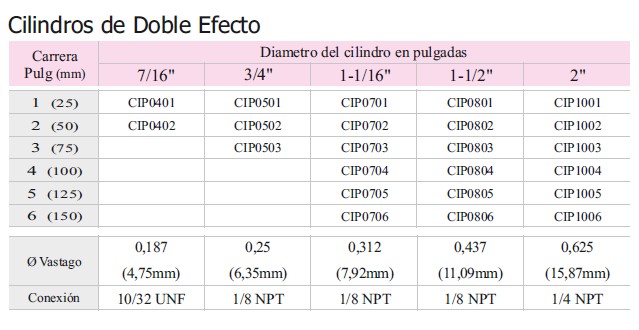 Cilindros de Doble Efecto
Carrera Pulg (mm) Diametro del cilindro en pulgadas
7/16" 3/4" 1-1/16" 1-1/2" 2"
1 (25) CIP0401 CIP0501 CIP0701 CIP0801 CIP1001
2 (50) CIP0402 CIP0502 CIP0702 CIP0802 CIP1002
3 (75) CIP0503 CIP0703 CIP0803 CIP1003
4 (100) CIP0704 CIP0804 CIP1004
5 (125) CIP0705 CIP0805 CIP1005
6 (150) CIP0706 CIP0806 CIP1006
Ø Vastago 0,187 0,25 0,312 0,437 0,625
(4,75mm) (6,35mm) (7,92mm) (11,09mm) (15,87mm)
Conexión 10/32 UNF 1/8 NPT 1/8 NPT 1/8 NPT 1/4 NPT